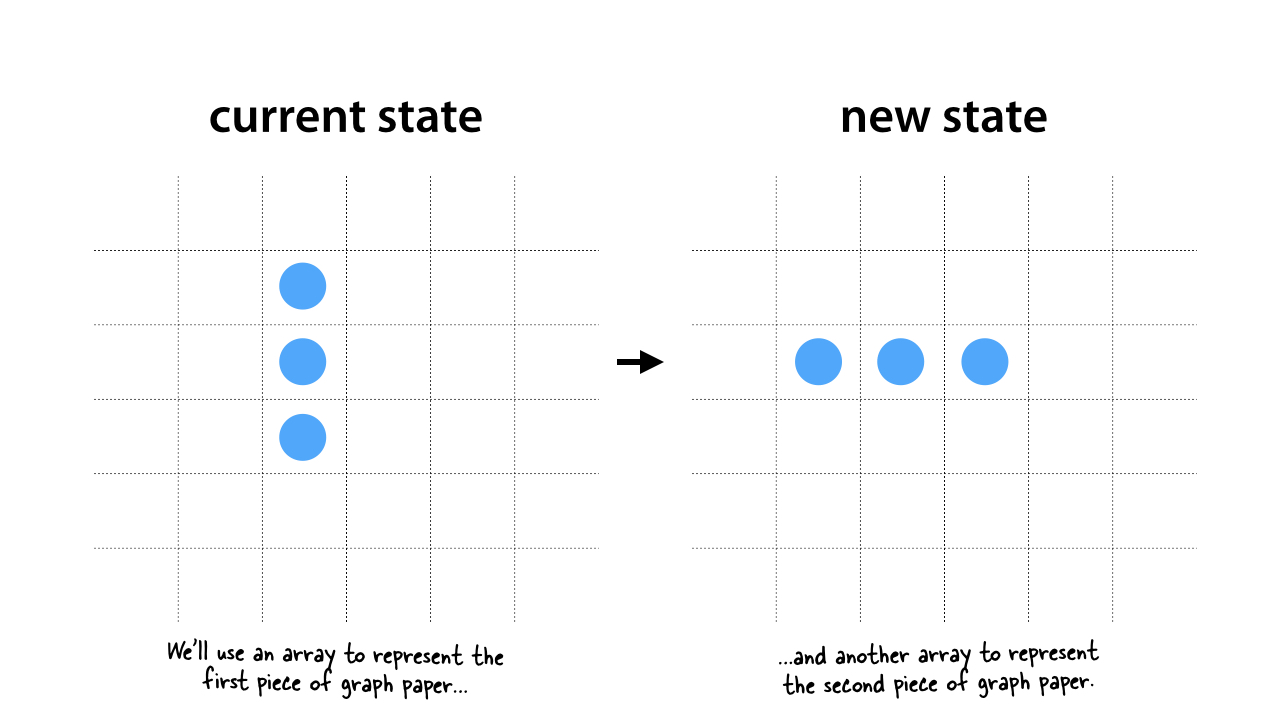 current state
new state
We'll use an array to represent the
first piece of graph paper...
...and another array to represent
the second piece of graph paper.